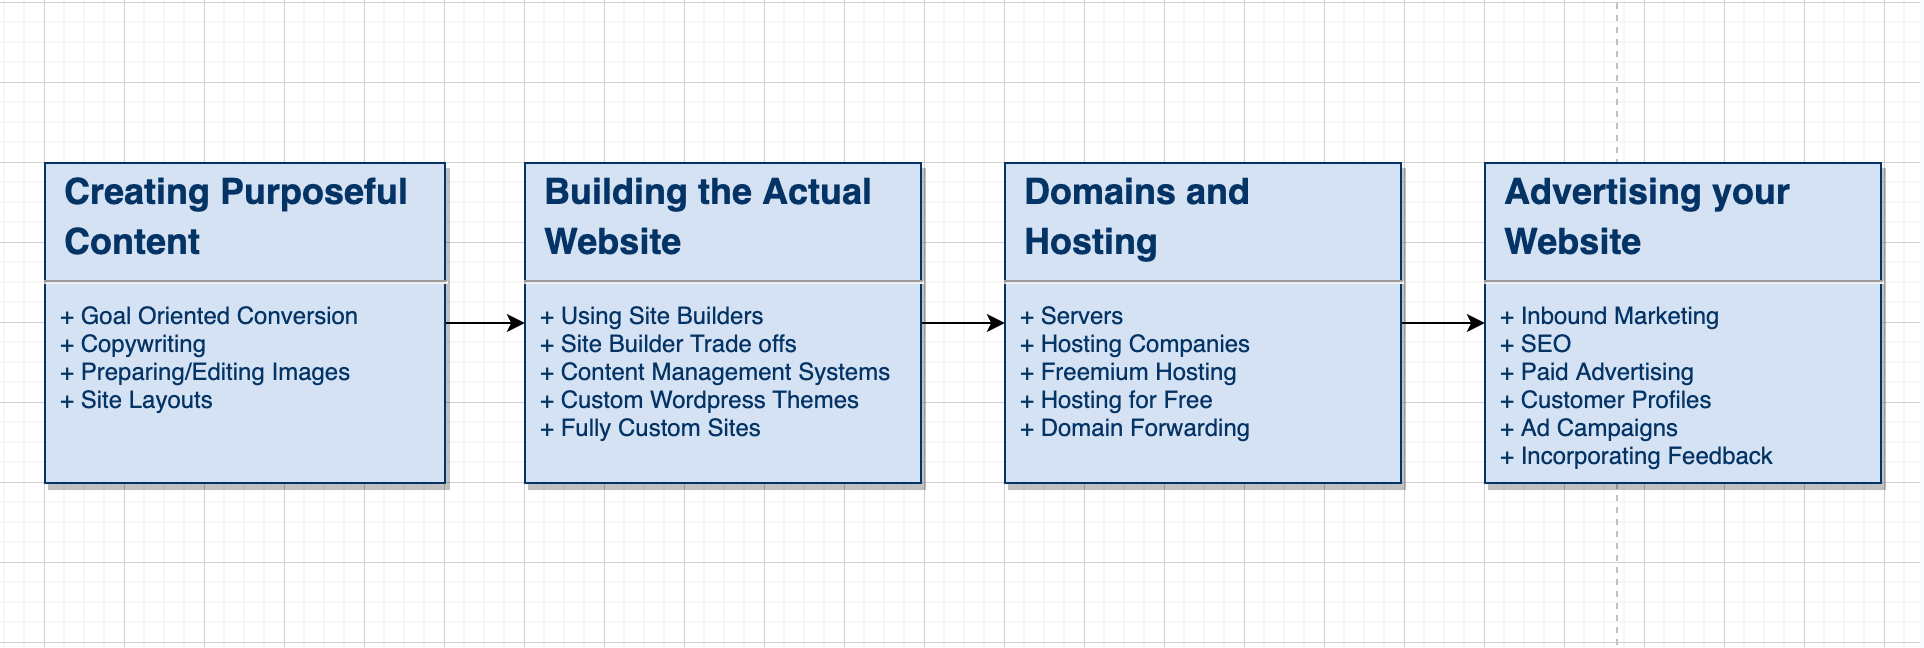 Creating Purposeful
Content
+ Goal Oriented Conversion
+ Copywriting
+ Preparing/Editing Images
+ Site Layouts
Building the Actual
Website
+ Using Site Builders
+ Site Builder Trade offs
+ Content Management Systems
+ Custom Wordpress Themes
+ Fully Custom Sites
Domains and
Hosting
+ Servers
+ Hosting Companies
+ Freemium Hosting
+ Hosting for Free
+ Domain Forwarding
Advertising your
Website
+ Inbound Marketing
+ SEO
+ Paid Advertising
+ Customer Profiles
+ Ad Campaigns
+ Incorporating Feedback